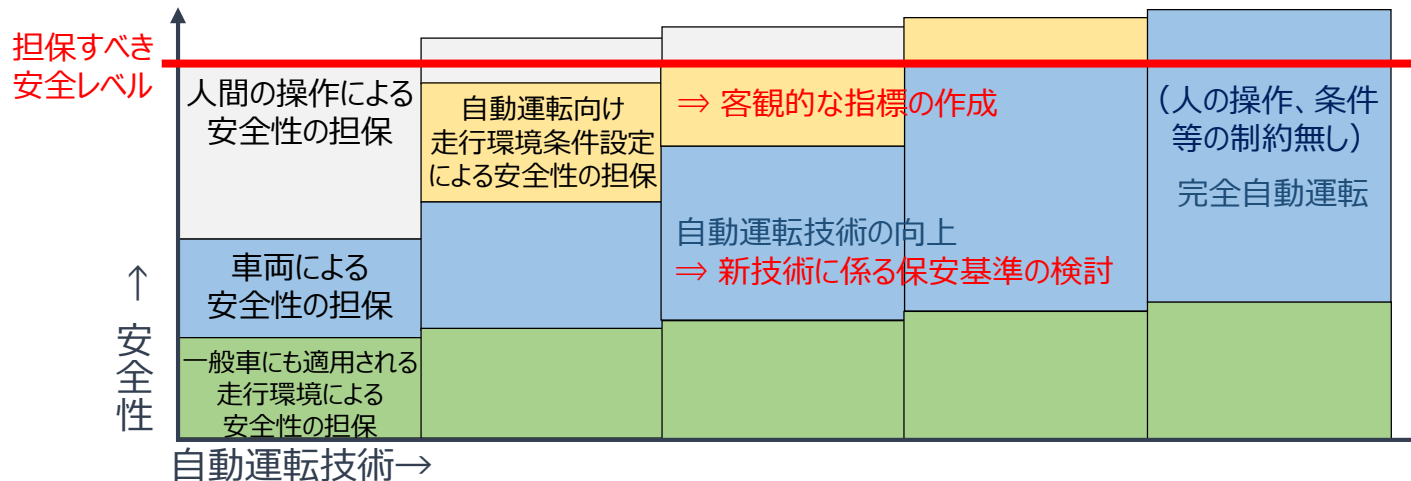 担保すべき
安全レベル
人間の操作による
安全性の担保
車両による
安全性の担保
一般車にも適用される
走行環境による
安全性の担保
自動運転向け
走行環境条件設定
による安全性の担保
⇒ 客観的な指標の作成
自動運転技術の向上
⇒ 新技術に係る保安基準の検討
（人の操作、条件
等の制約無し）
完全自動運転
↑ 安全性
自動運転技術→